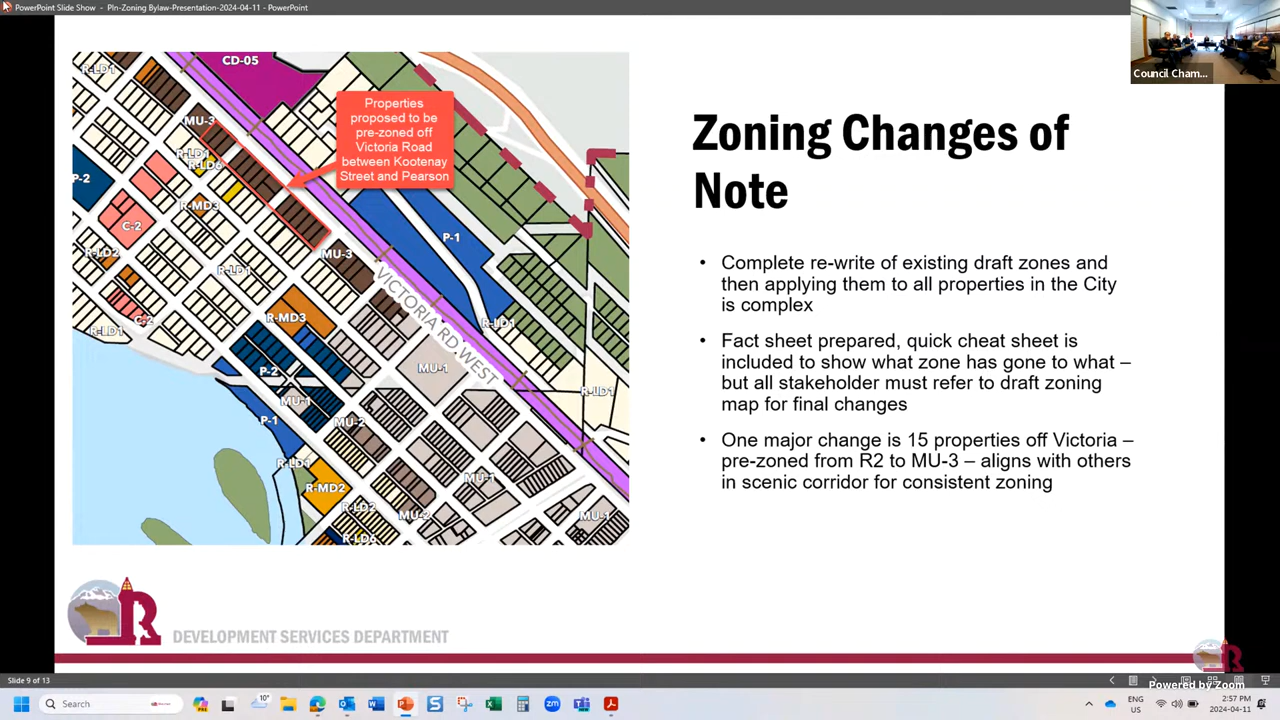 PowerPoint Slide Show - Pln-Zoning Bylaw-Presentation-2024-04-11 - PowerPoint
Council Cham...
CD-05
R-LD1
Properties
proposed to be
pre-zoned off
Victoria Road
between Kootenay
Street and Pearson
MU-3
R-LD1
R-LD6
P-2
R-MD3
C-2
P-1
R-LD2
R-LD1
MU-3
VICTORIA RD WEST
C-2
R-LD1
R-MD3
R-LD1
P-2
MU-1
R-LD1
MU-1
P-1
MU-2
R-LD1
MU-1
R-MD2
R-LD2
MU-2
MU-1
R-LD6
Zoning Changes of
Note
• Complete re-write of existing draft zones and
then applying them to all properties in the City
is complex
• Fact sheet prepared, quick cheat sheet is
included to show what zone has gone to what –
but all stakeholder must refer to draft zoning
map for final changes
• One major change is 15 properties off Victoria –
pre-zoned from R2 to MU-3 – aligns with others
in scenic corridor for consistent zoning
R
DEVELOPMENT SERVICES DEPARTMENT
Slide 9 of 13
Powered by Zoom
Search
10°
ENG
US
2:57 PM
2024-04-11